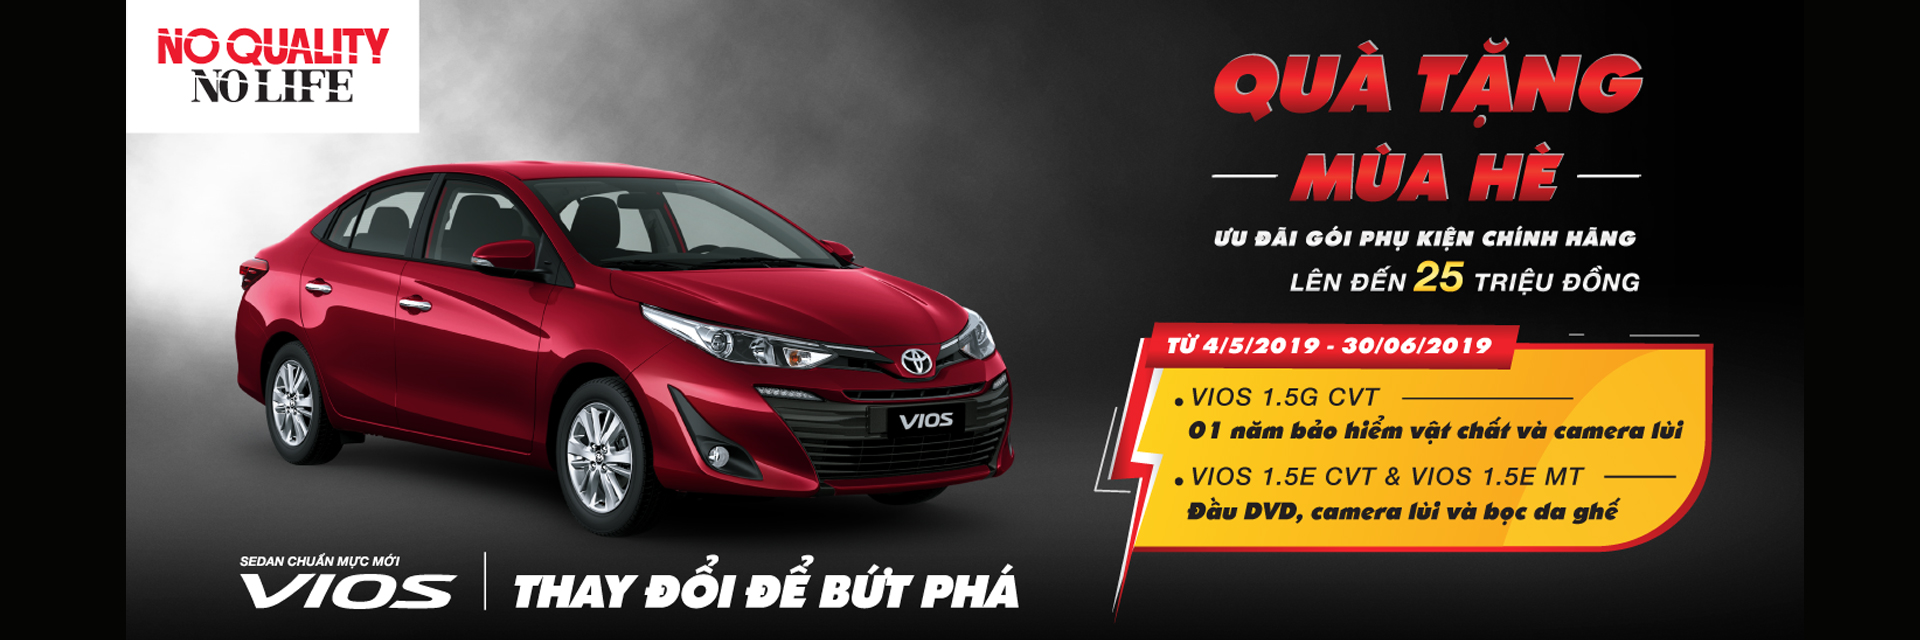 NO QUALITY
NO LIFE
QUÀ TẶNG
MÙA HÈ
ƯU ĐÃI GÓI PHỤ KIỆN CHÍNH HÃNG
LÊN ĐẾN 25 TRIỆU ĐỒNG
TỪ 4/5/2019 - 30/06/2019
• VIOS 1.5G CVT
01 năm bảo hiểm vật chất và camera lùi
• VIOS 1.5E CVT & VIOS 1.5E MT
Đầu DVD, camera lùi và bọc da ghế
VIOS
SEDAN CHUẨN MỰC MỚI
VIOS
THAY ĐỔI ĐỂ BỨT PHÁ